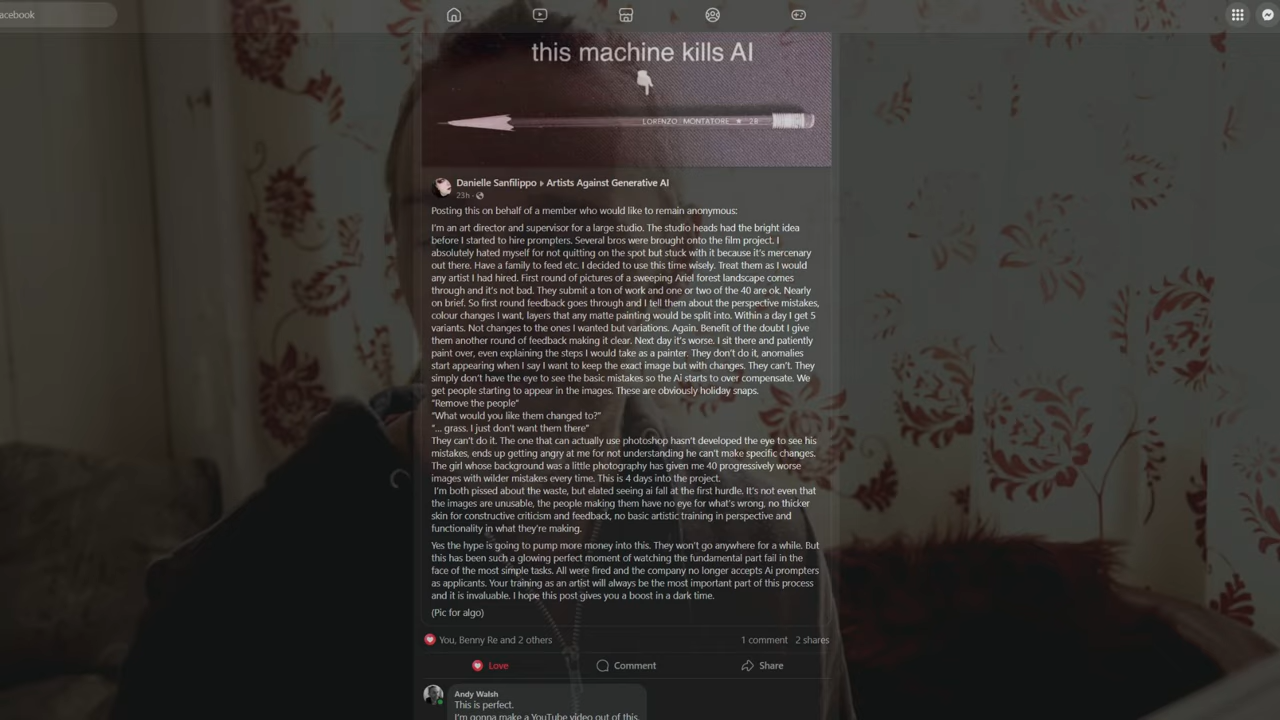 acebook
this machine kills AI
LORENZO MONTATORE ★ 2B
Danielle Sanfilippo ▸ Artists Against Generative AI
23h ·
Posting this on behalf of a member who would like to remain anonymous:
I'm an art director and supervisor for a large studio. The studio heads had the bright idea
before I started to hire prompters. Several bros were brought onto the film project. I
absolutely hated myself for not quitting on the spot but stuck with it because it's mercenary
out there. Have a family to feed etc. I decided to use this time wisely. Treat them as I would
any artist I had hired. First round of pictures of a sweeping Ariel forest landscape comes
through and it's not bad. They submit a ton of work and one or two of the 40 are ok. Nearly
on brief. So first round feedback goes through and I tell them about the perspective mistakes,
colour changes I want, layers that any matte painting would be split into. Within a day I get 5
variants. Not changes to the ones I wanted but variations. Again. Benefit of the doubt I give
them another round of feedback making it clear. Next day it's worse. I sit there and patiently
paint over, even explaining the steps I would take as a painter. They don't do it, anomalies
start appearing when I say I want to keep the exact image but with changes. They can't. They
simply don't have the eye to see the basic mistakes so the Ai starts to over compensate. We
get people starting to appear in the images. These are obviously holiday snaps.
"Remove the people"
"What would you like them changed to?"
"... grass. I just don't want them there"
They can't do it. The one that can actually use photoshop hasn't developed the eye to see his
mistakes, ends up getting angry at me for not understanding he can't make specific changes.
The girl whose background was a little photography has given me 40 progressively worse
images with wilder mistakes every time. This is 4 days into the project.
I'm both pissed about the waste, but elated seeing ai fall at the first hurdle. It's not even that
the images are unusable, the people making them have no eye for what's wrong, no thicker
skin for constructive criticism and feedback, no basic artistic training in perspective and
functionality in what they're making.
Yes the hype is going to pump more money into this. They won't go anywhere for a while. But
this has been such a glowing perfect moment of watching the fundamental part fail in the
face of the most simple tasks. All were fired and the company no longer accepts Ai prompters
as applicants. Your training as an artist will always be the most important part of this process
and it is invaluable. I hope this post gives you a boost in a dark time.
(Pic for algo)
You, Benny Re and 2 others 1 comment 2 shares
Love Comment Share
Andy Walsh
This is perfect.
I'm gonna make a YouTube video out of this.